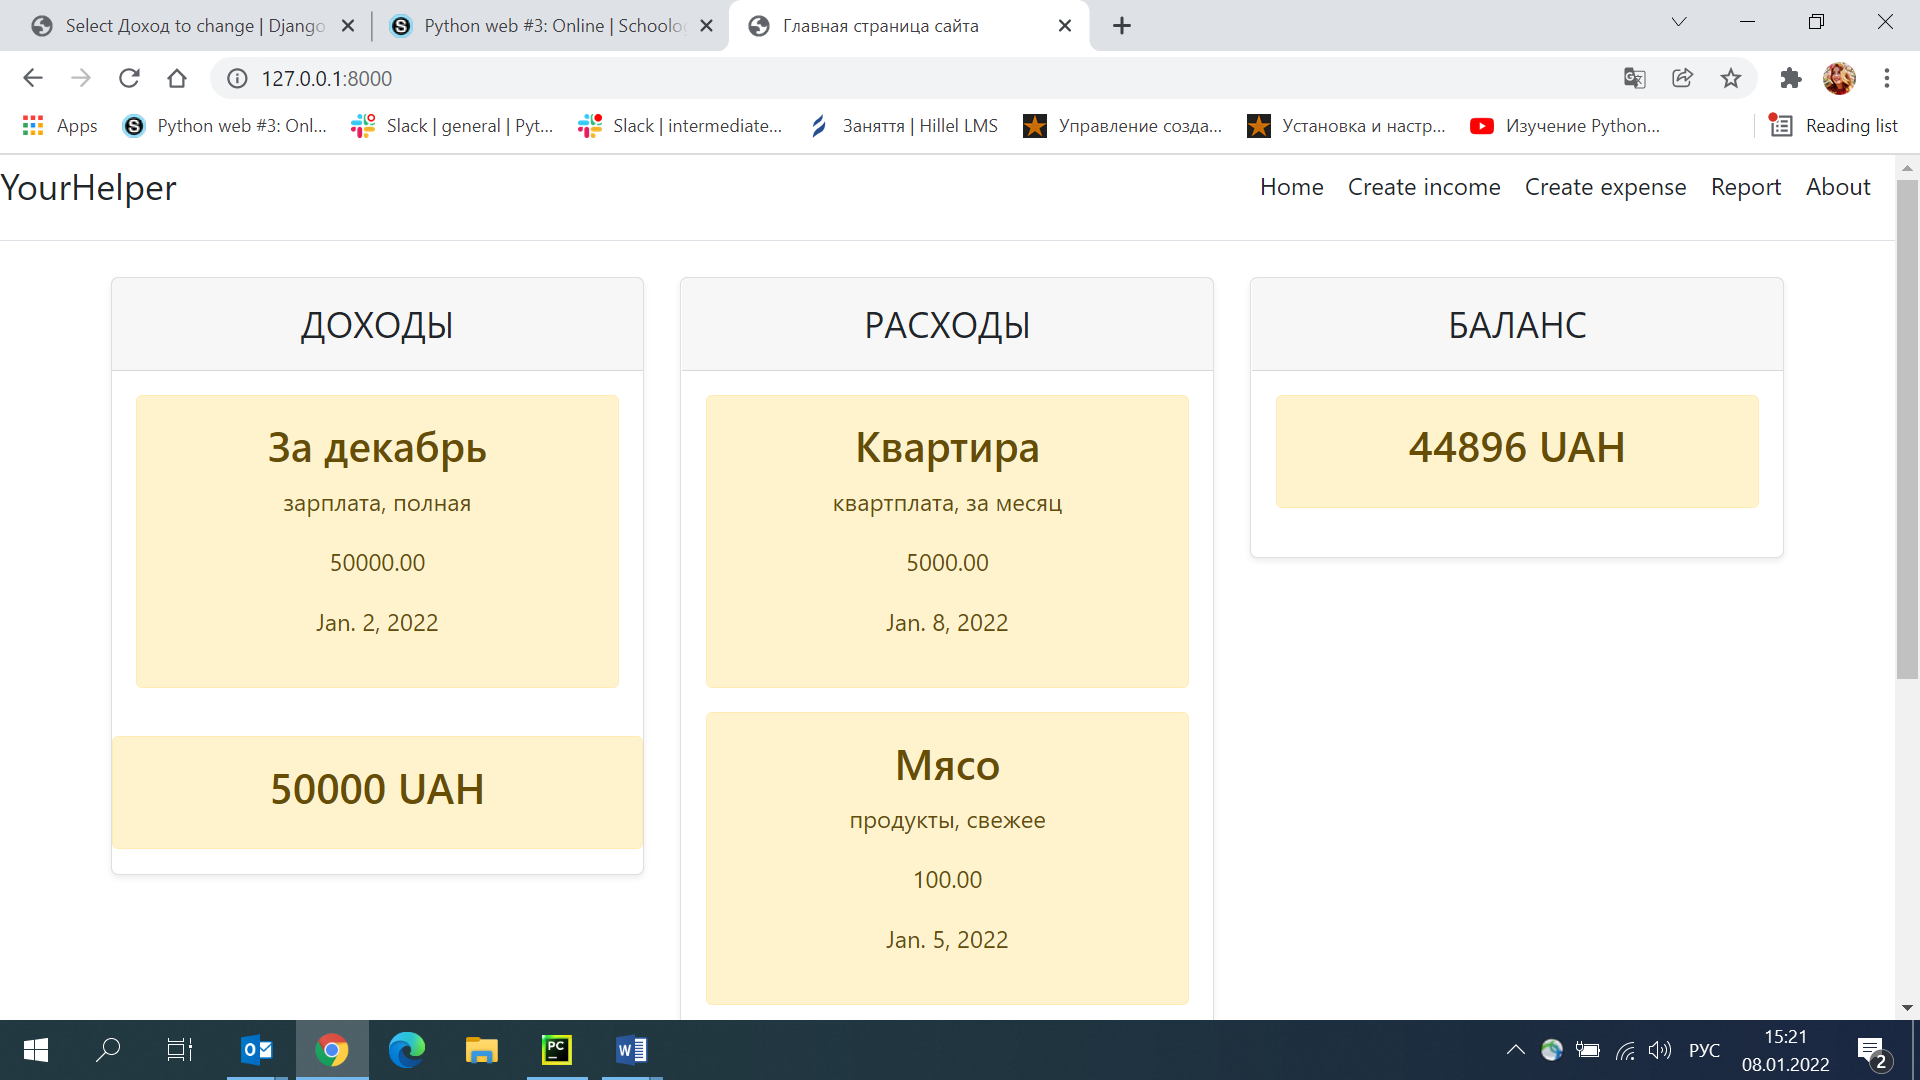 Select Доход to change | Django
Python web #3: Online | Schoolog
Главная страница сайта
127.0.0.1:8000
Apps
Python web #3: Onl...
Slack | general | Pyt...
Slack | intermediate...
Заняття | Hillel LMS
Управление созда...
Установка и настр...
Изучение Python...
Reading list
YourHelper
Home
Create income
Create expense
Report
About
ДОХОДЫ
За декабрь
зарплата, полная
50000.00
Jan. 2, 2022
50000 UAH
РАСХОДЫ
Квартира
квартплата, за месяц
5000.00
Jan. 8, 2022
Мясо
продукты, свежее
100.00
Jan. 5, 2022
БАЛАНС
44896 UAH
РУС
15:21
08.01.2022
2